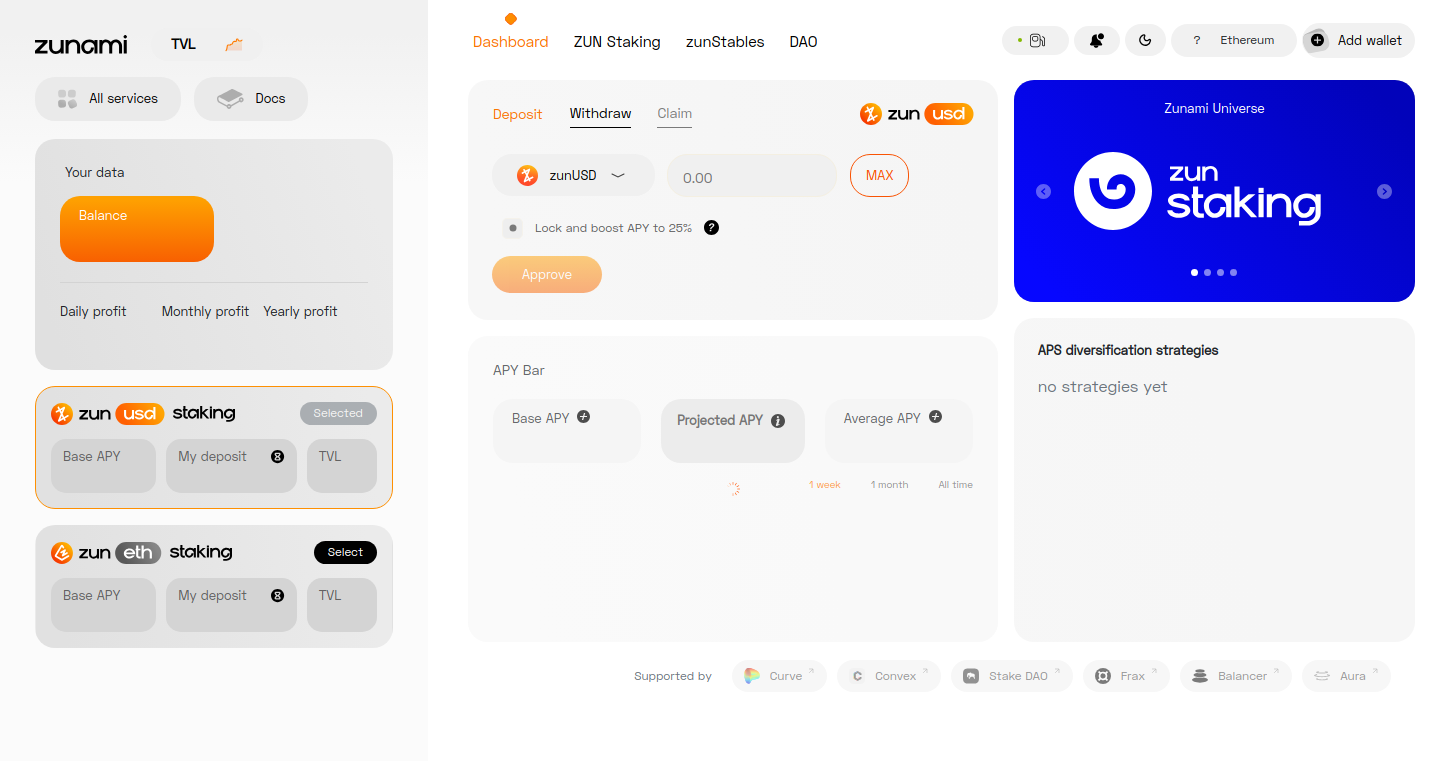 zunami
TVL
All services
Docs
Your data
Balance
Daily profit
Monthly profit
Yearly profit
zun usd staking
Selected
Base APY
My deposit
TVL
zun eth staking
Select
Base APY
My deposit
TVL
Dashboard
ZUN Staking
zunStables
DAO
? Ethereum
Add wallet
Deposit
Withdraw
Claim
zun usd
zunUSD
0.00
MAX
Lock and boost APY to 25% ?
Approve
APY Bar
Base APY
Projected APY
Average APY
1 week
1 month
All time
Zunami Universe
zun
staking
APS diversification strategies
no strategies yet
Supported by
Curve
Convex
Stake DAO
Frax
Balancer
Aura